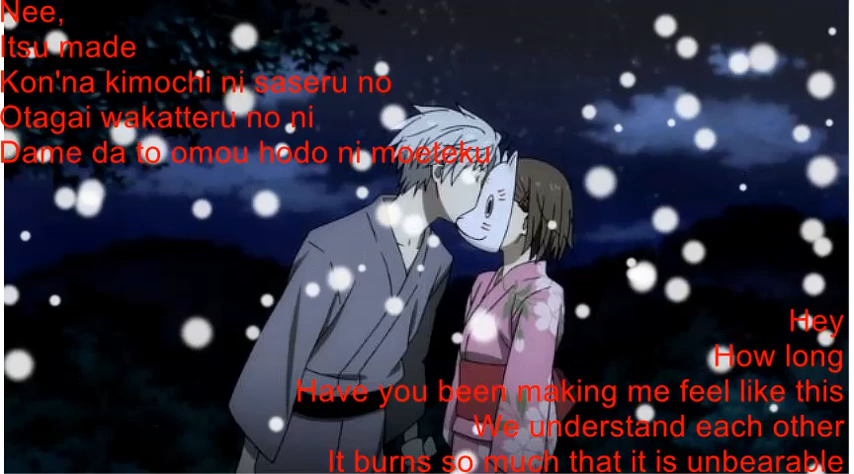 Nee,
Itsu made
Kon'na kimochi ni saseru no
Otagai wakatteru no ni
Dame da to omou hodo ni moeteku
Hey
How long
Have you been making me feel like this
We understand each other
It burns so much that it is unbearable